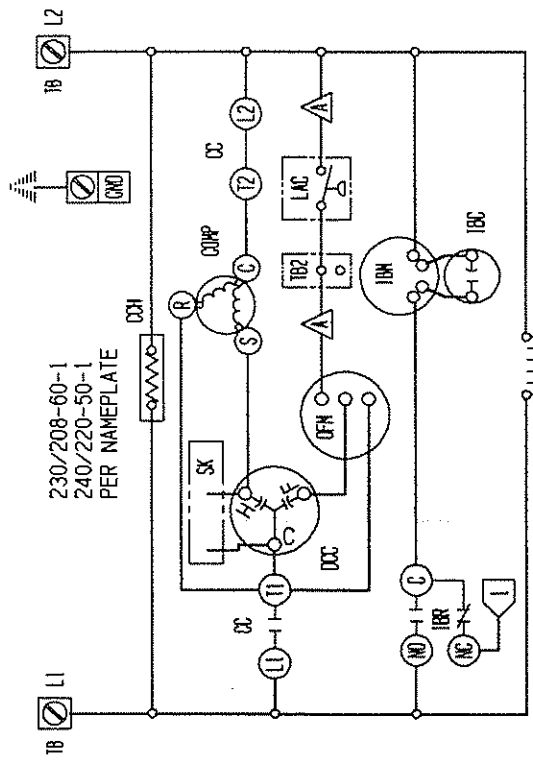 TB
L1
TB
L2
GND
230/208-60-1
240/220-50-1
PER NAMEPLATE
CCH
R
COMP
CC
S
C
T2
L2
SK
H
C
F
DCC
CC
L1
T1
OFM
A
TB2
LAC
A
NO
IBR
C
NC
1
IBM
IBC